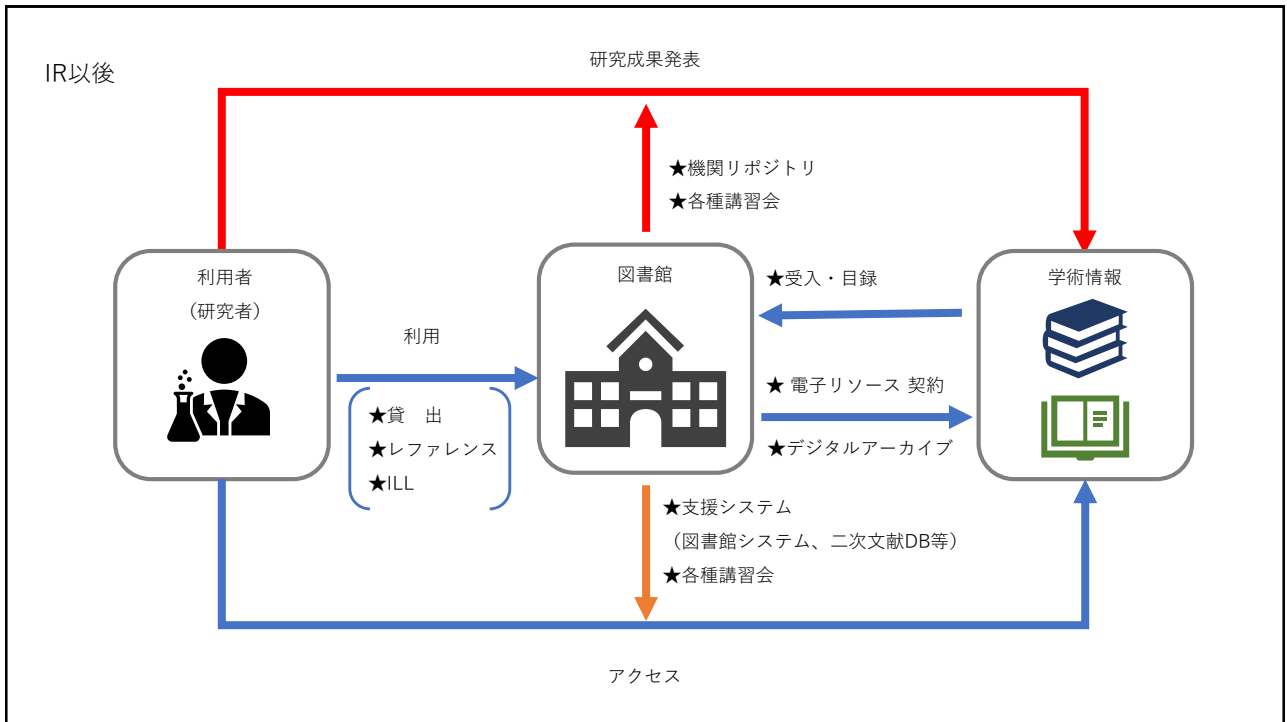 IR以後
研究成果発表
★機関リポジトリ
★各種講習会
利用者
（研究者）
利用
★貸　出
★レファレンス
★ILL
図書館
★受入・目録
★ 電子リソース 契約
★デジタルアーカイブ
学術情報
★支援システム
（図書館システム、二次文献DB等）
★各種講習会
アクセス